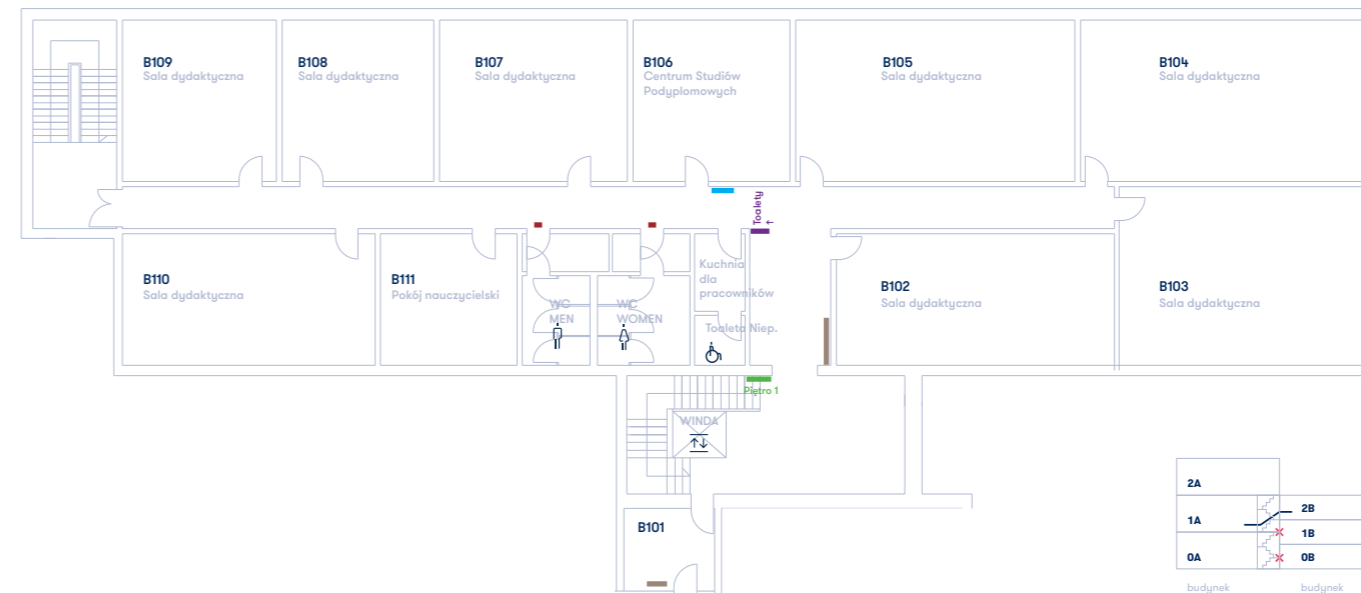 B109
Sala dydaktyczna
B108
Sala dydaktyczna
B107
Sala dydaktyczna
B106
Centrum Studiów
Podyplomowych
B105
Sala dydaktyczna
B104
Sala dydaktyczna
Toalety
↑
B110
Sala dydaktyczna
B111
Pokój nauczycielski
WC
MEN
WC
WOMEN
Kuchnia
dla
pracowników
Toaleta Niep.
B102
Sala dydaktyczna
B103
Sala dydaktyczna
Piętro 1
WINDA
B101
2A
1A
0A
2B
1B
0B
budynek
budynek